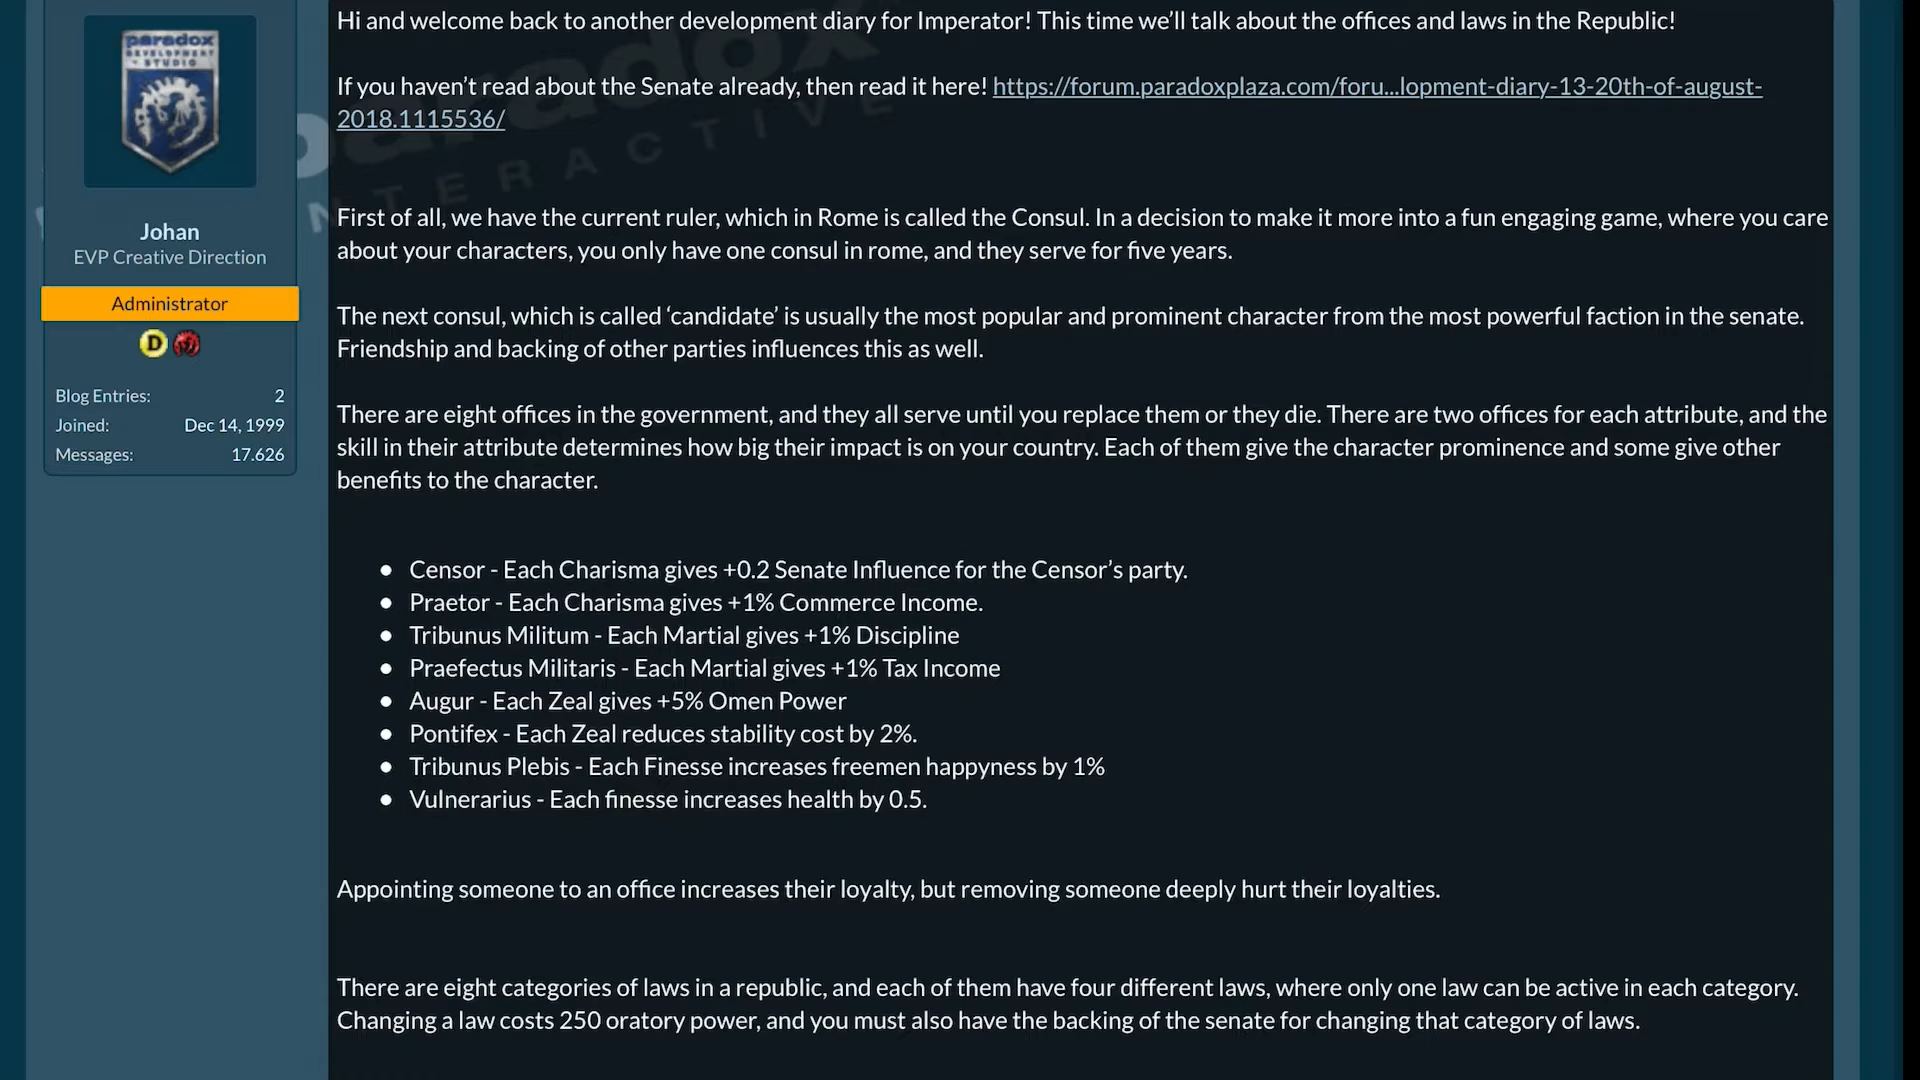 Hi and welcome back to another development diary for Imperator! This time we’ll talk about the offices and laws in the Republic!
If you haven’t read about the Senate already, then read it here! https://forum.paradoxplaza.com/foru...lopment-diary-13-20th-of-august-
2018.1115536/
paradox
INTERACTIVE
paradox
DEVELOPMENT
STUDIO
Johan
EVP Creative Direction
Administrator
D
Blog Entries: 2
Joined: Dec 14, 1999
Messages: 17.626
First of all, we have the current ruler, which in Rome is called the Consul. In a decision to make it more into a fun engaging game, where you care
about your characters, you only have one consul in rome, and they serve for five years.
The next consul, which is called ‘candidate’ is usually the most popular and prominent character from the most powerful faction in the senate.
Friendship and backing of other parties influences this as well.
There are eight offices in the government, and they all serve until you replace them or they die. There are two offices for each attribute, and the
skill in their attribute determines how big their impact is on your country. Each of them give the character prominence and some give other
benefits to the character.
• Censor - Each Charisma gives +0.2 Senate Influence for the Censor’s party.
• Praetor - Each Charisma gives +1% Commerce Income.
• Tribunus Militum - Each Martial gives +1% Discipline
• Praefectus Militaris - Each Martial gives +1% Tax Income
• Augur - Each Zeal gives +5% Omen Power
• Pontifex - Each Zeal reduces stability cost by 2%.
• Tribunus Plebis - Each Finesse increases freemen happyness by 1%
• Vulnerarius - Each finesse increases health by 0.5.
Appointing someone to an office increases their loyalty, but removing someone deeply hurt their loyalties.
There are eight categories of laws in a republic, and each of them have four different laws, where only one law can be active in each category.
Changing a law costs 250 oratory power, and you must also have the backing of the senate for changing that category of laws.